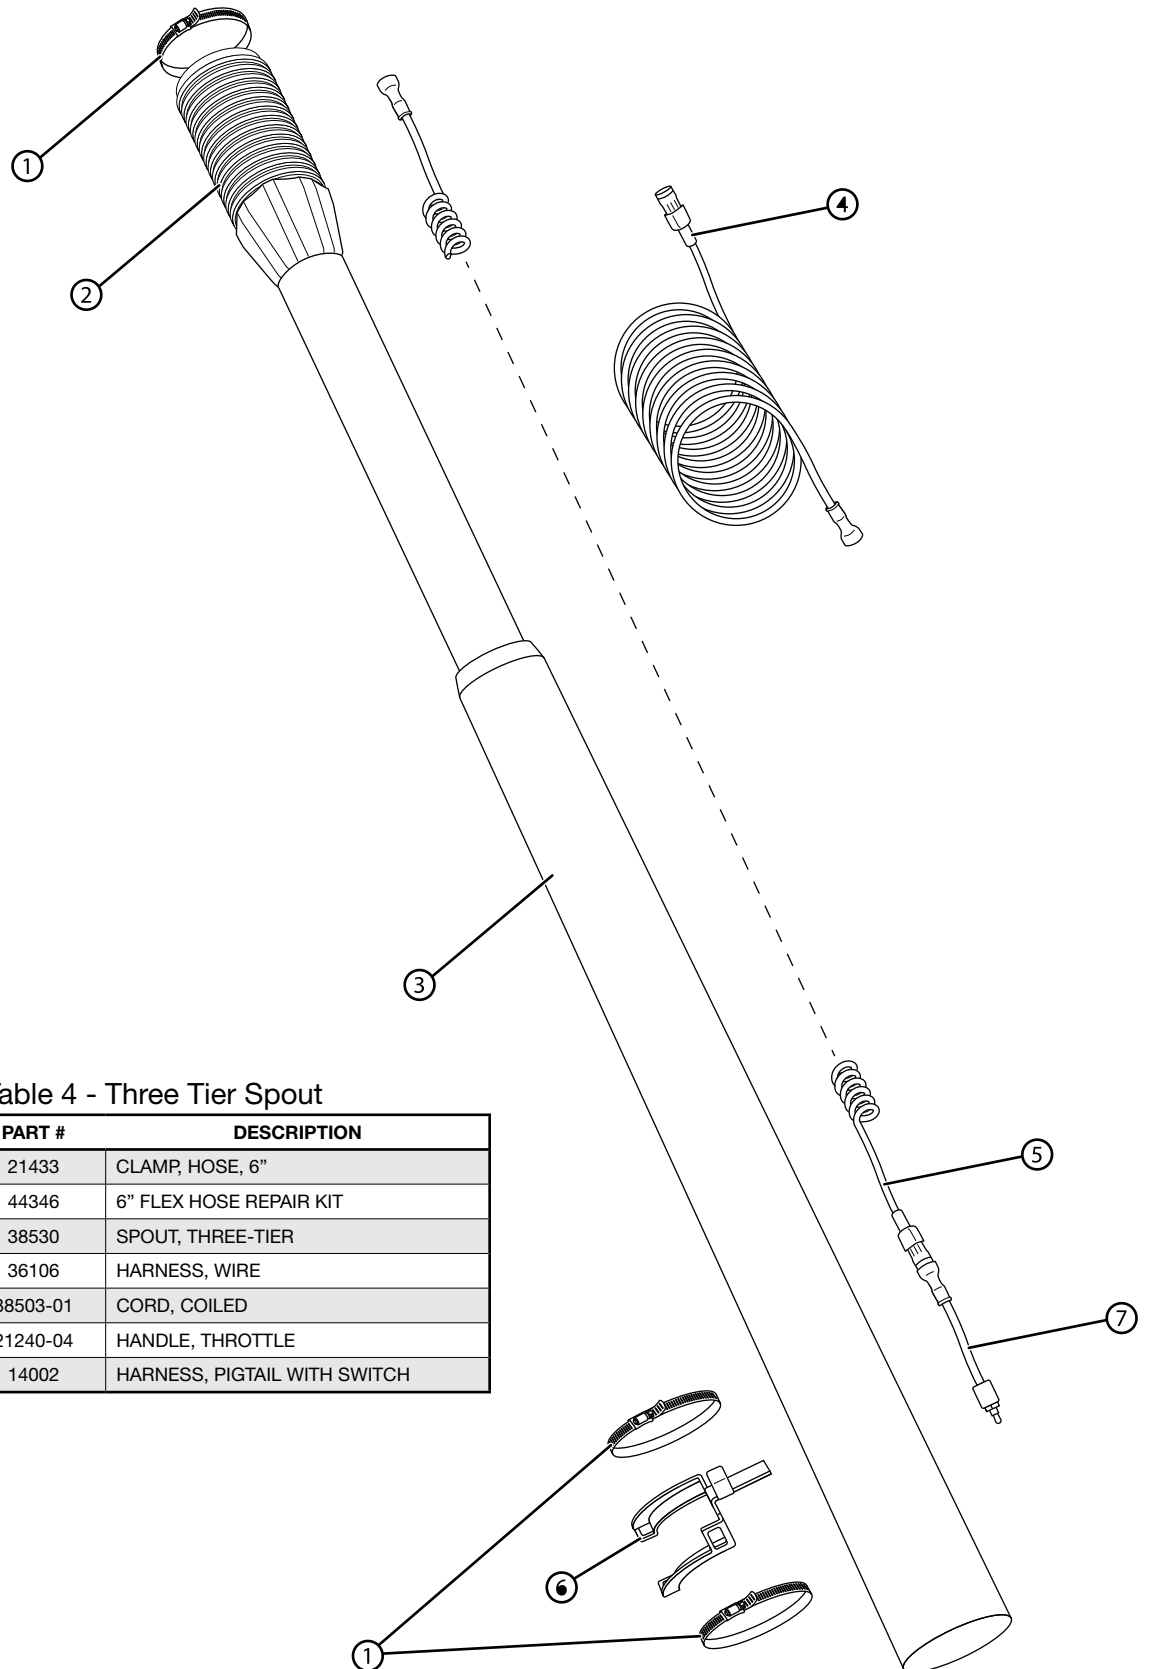 1
2
4
3
able 4 - Three Tier Spout
PART # DESCRIPTION
21433 CLAMP, HOSE, 6”
44346 6” FLEX HOSE REPAIR KIT
38530 SPOUT, THREE-TIER
36106 HARNESS, WIRE
38503-01 CORD, COILED
21240-04 HANDLE, THROTTLE
14002 HARNESS, PIGTAIL WITH SWITCH
5
7
6
1